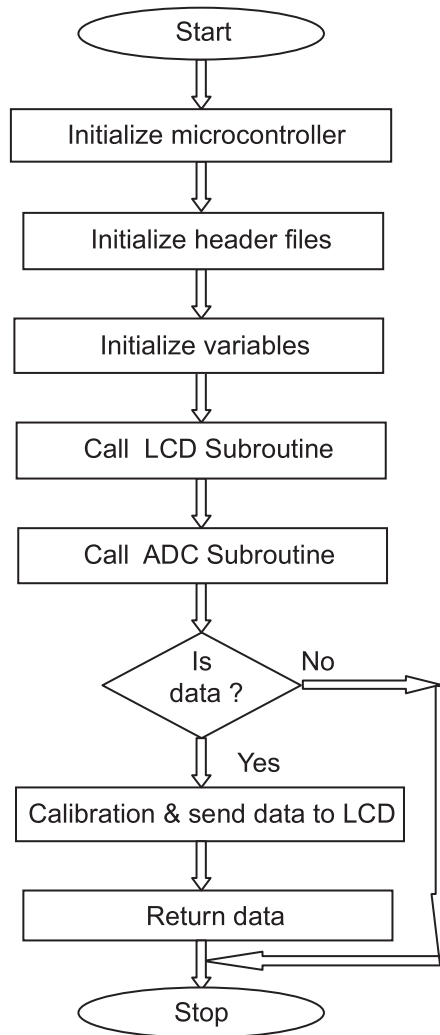 Start
Initialize microcontroller
Initialize header files
Initialize variables
Call LCD Subroutine
Call ADC Subroutine
Is
data ?
No
Yes
Calibration & send data to LCD
Return data
Stop